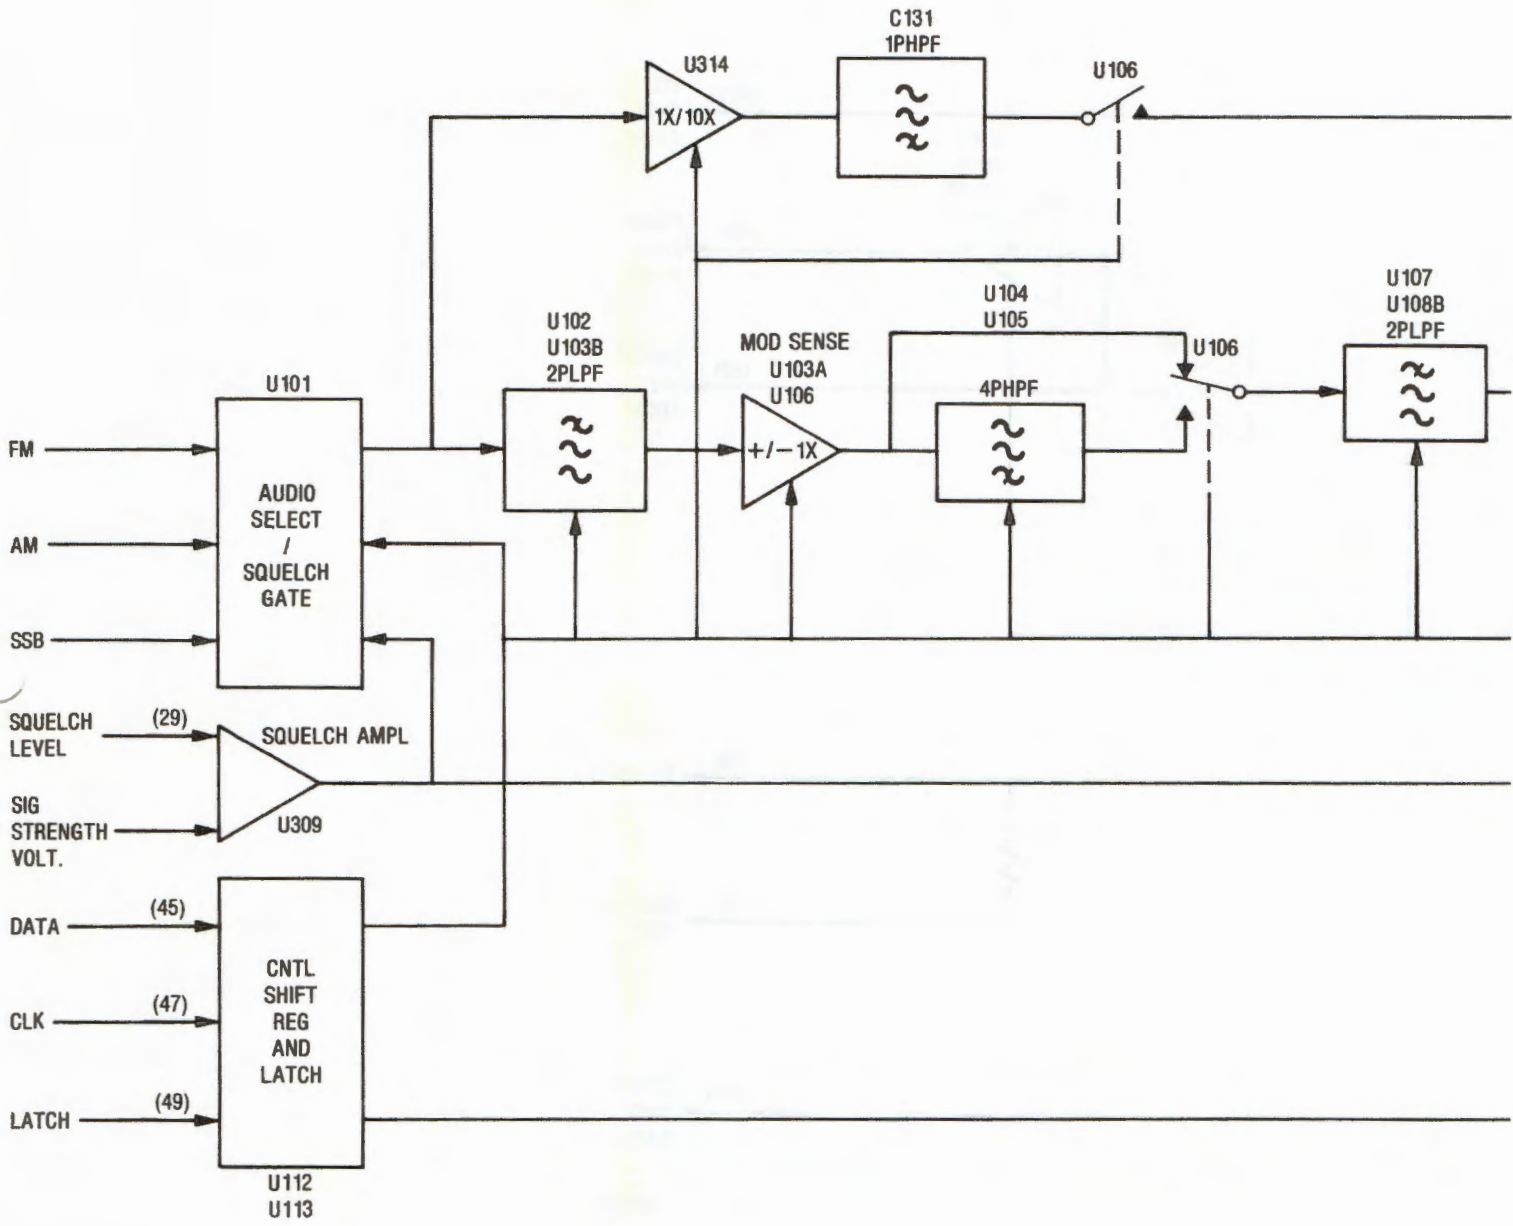 C131
1PHPF
U314
1X/10X
U106
U102
U103B
2PLPF
MOD SENSE
U103A
U106
+/−1X
U104
U105
4PHPF
U106
U107
U108B
2PLPF
U101
FM
AM
SSB
AUDIO
SELECT
/
SQUELCH
GATE
SQUELCH
LEVEL
(29)
SQUELCH AMPL
SIG
STRENGTH
VOLT.
U309
DATA
(45)
CLK
(47)
LATCH
(49)
CNTL
SHIFT
REG
AND
LATCH
U112
U113